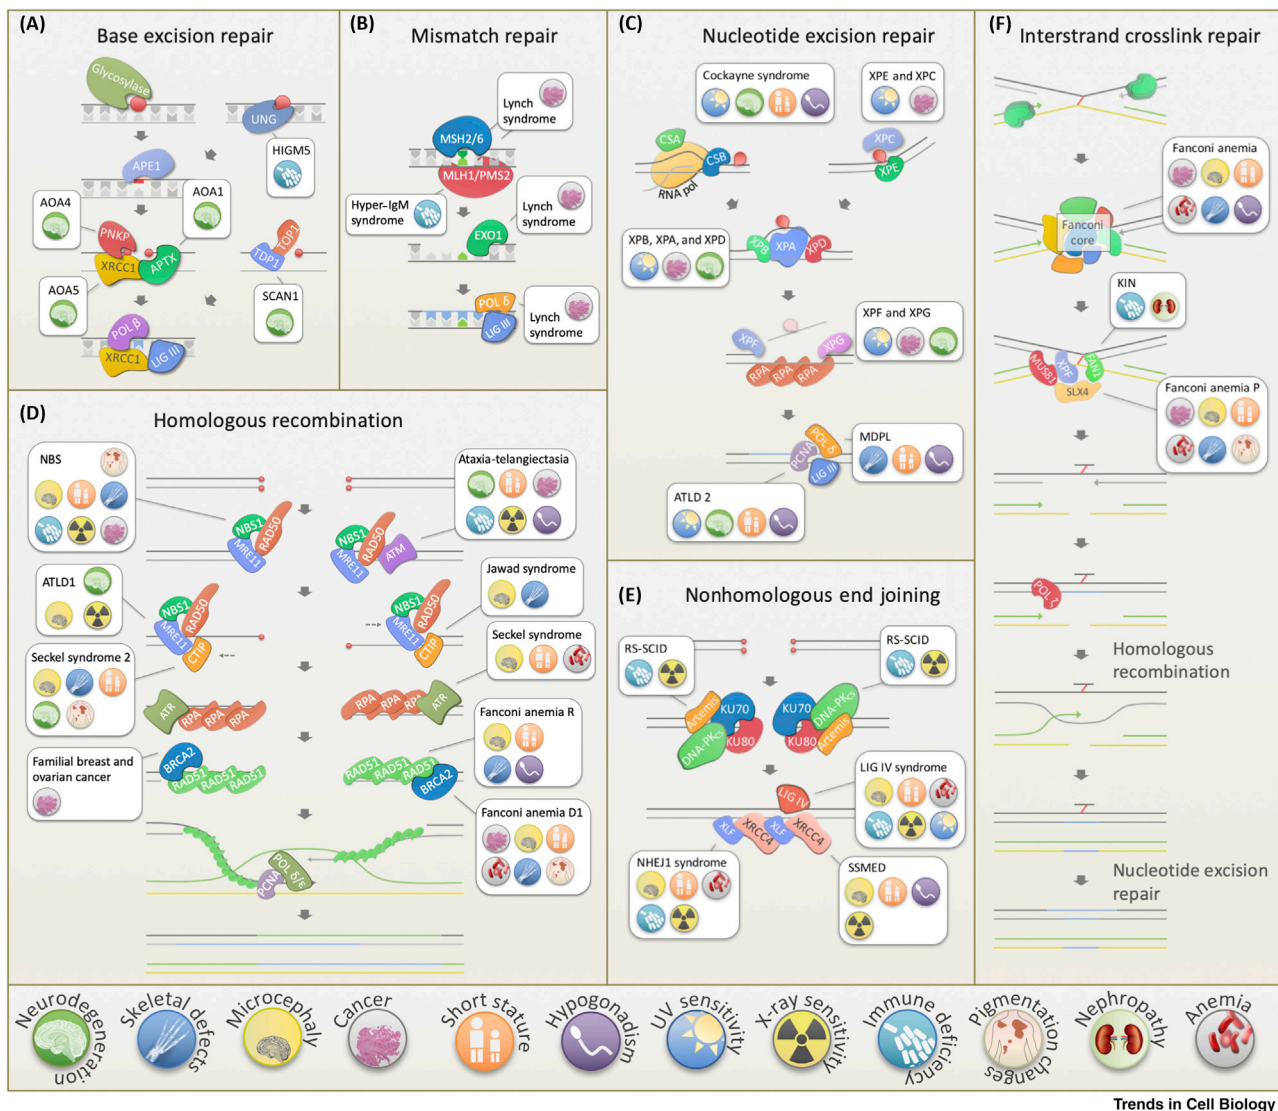 (A)
Base excision repair
Glycosylase
UNG
HIGM5
APE1
AOA4
AOA1
PNKP
XRCC1
APTX
TOP1
TDP1
AOA5
SCAN1
POL β
XRCC1
LIG III
(B)
Mismatch repair
Lynch
syndrome
MSH2/6
MLH1/PMS2
Hyper-IgM
syndrome
Lynch
syndrome
EXO1
POL δ
LIG III
Lynch
syndrome
(C)
Nucleotide excision repair
Cockayne syndrome
XPE and XPC
CSA
CSB
RNA pol
XPC
XPE
XPB, XPA, and XPD
XPB
XPA
XPD
XPF and XPG
XPF
XPG
RPA
RPA
RPA
MDPL
POL δ
PCNA
LIG III
ATLD 2
(D)
Homologous recombination
NBS
Ataxia-telangiectasia
NBS1
RAD50
MRE11
NBS1
RAD50
MRE11
ATM
ATLD1
Jawad syndrome
NBS1
RAD50
MRE11
CTIP
NBS1
RAD50
MRE11
CTIP
Seckel syndrome 2
Seckel syndrome
ATR
RPA
RPA
RPA
RPA
RPA
RPA
ATR
Fanconi anemia R
Familial breast and
ovarian cancer
BRCA2
RAD51
RAD51
RAD51
RAD51
RAD51
RAD51
BRCA2
Fanconi anemia D1
PCNA
POL δ/ε
(E)
Nonhomologous end joining
RS-SCID
RS-SCID
Artemis
KU70
DNA-PKcs
KU80
KU70
DNA-PKcs
KU80
Artemis
LIG IV syndrome
LIG IV
XLF
XRCC4
XLF
XRCC4
NHEJ1 syndrome
SSMED
(F)
Interstrand crosslink repair
Fanconi anemia
Fanconi
core
KIN
MUS81
XPF
FAN1
SLX4
Fanconi anemia P
POL ζ
Homologous
recombination
Nucleotide excision
repair
Neurodegeneration
Skeletal defects
Microcephaly
Cancer
Short stature
Hypogonadism
UV sensitivity
X-ray sensitivity
Immune deficiency
Pigmentation changes
Nephropathy
Anemia
Trends in Cell Biology